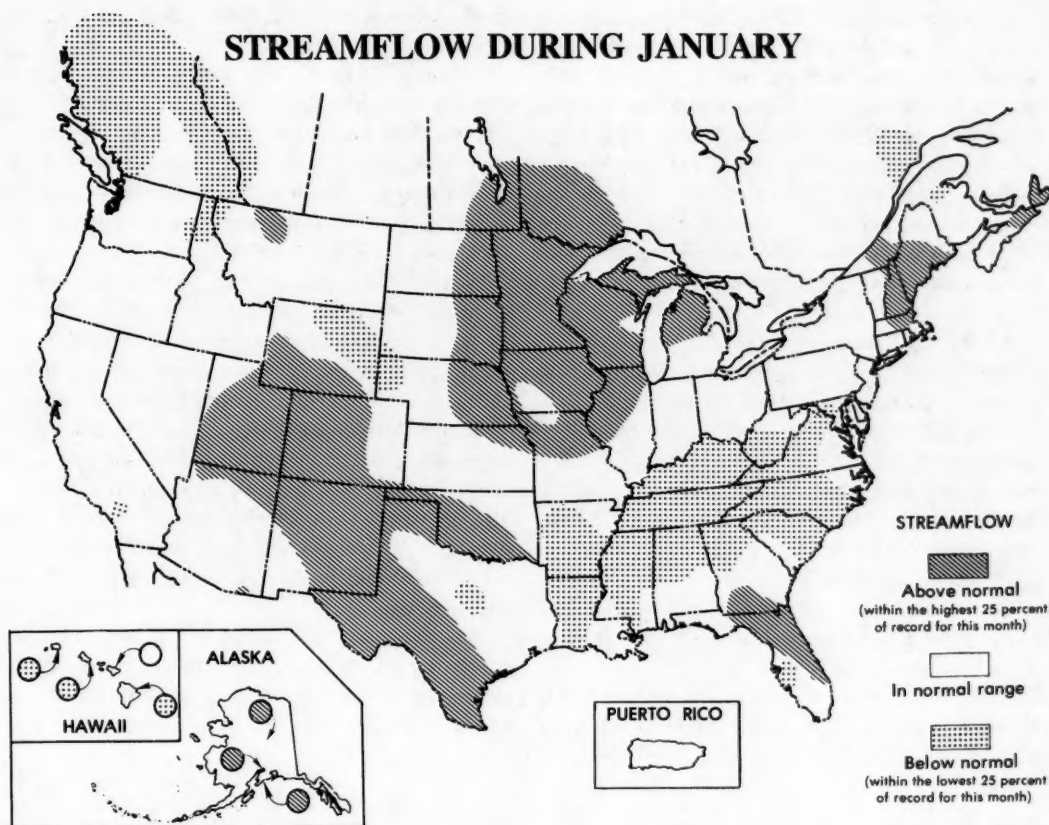 STREAMFLOW DURING JANUARY
STREAMFLOW
Above normal
(within the highest 25 percent
of record for this month)
In normal range
Below normal
(within the lowest 25 percent
of record for this month)
HAWAII
ALASKA
PUERTO RICO